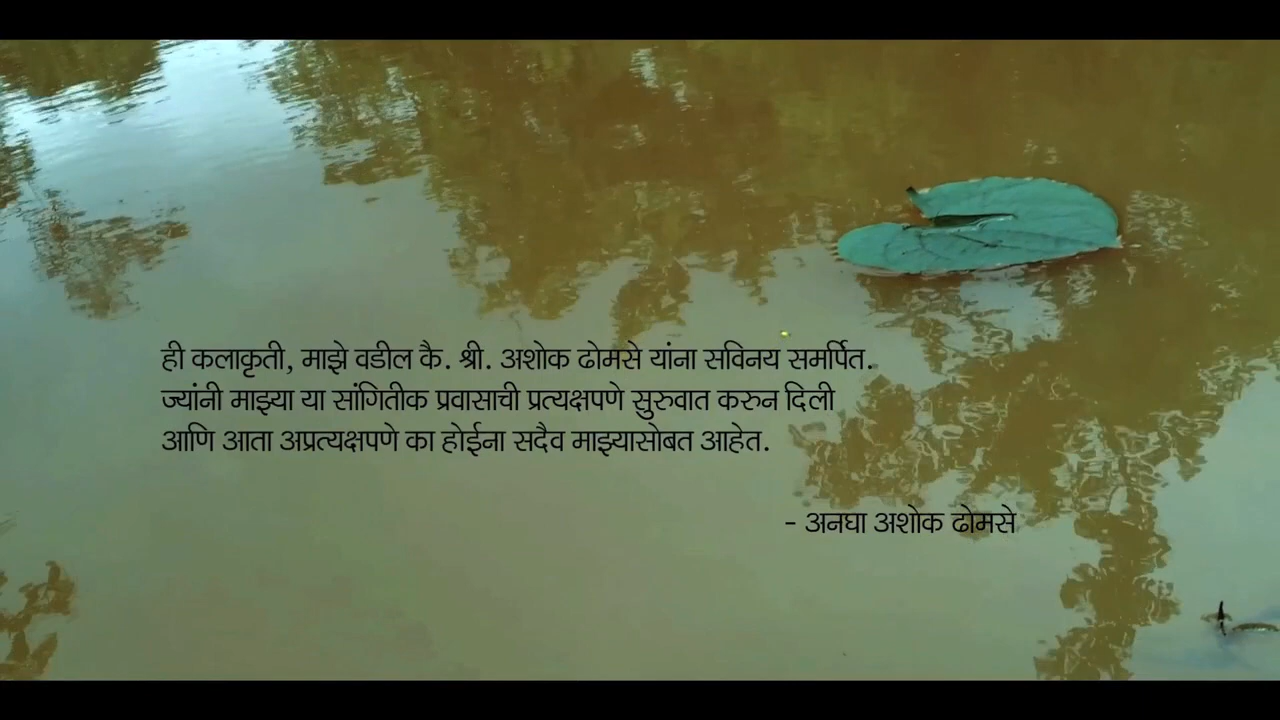 ही कलाकृती, माझे वडील कै. श्री. अशोक ढोमसे यांना सविनय समर्पित.
ज्यांनी माझ्या या सांगितीक प्रवासाची प्रत्यक्षपणे सुरुवात करुन दिली
आणि आता अप्रत्यक्षपणे का होईना सदैव माझ्यासोबत आहेत.
- अनघा अशोक ढोमसे